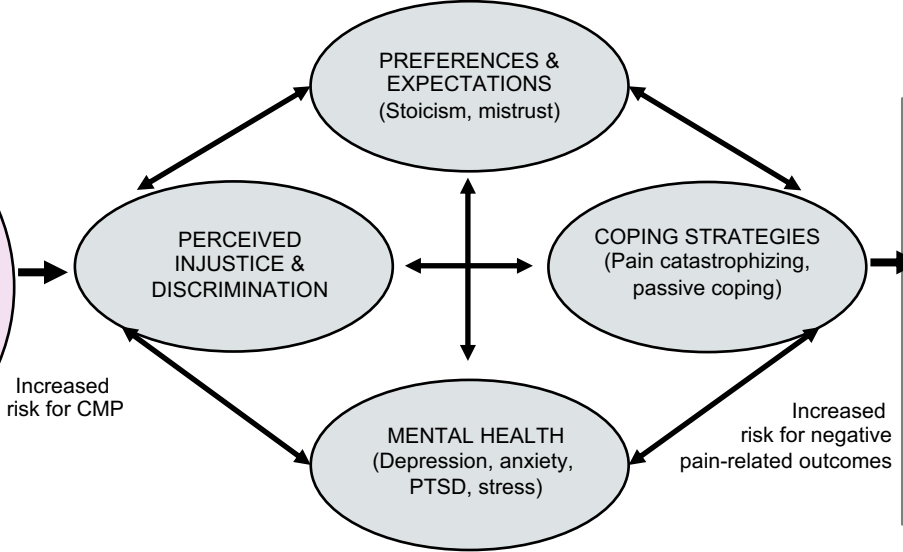 PREFERENCES &
EXPECTATIONS
(Stoicism, mistrust)
PERCEIVED
INJUSTICE &
DISCRIMINATION
COPING STRATEGIES
(Pain catastrophizing,
passive coping)
Increased
risk for CMP
MENTAL HEALTH
(Depression, anxiety,
PTSD, stress)
Increased
risk for negative
pain-related outcomes